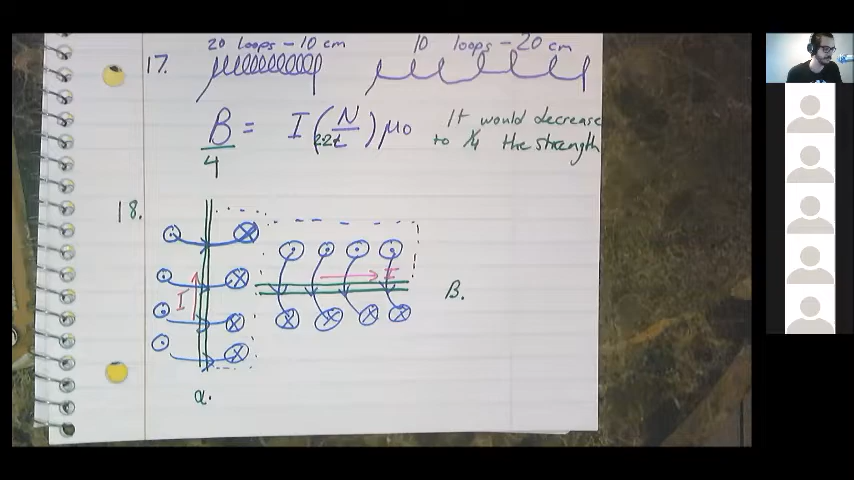 20 loops - 10 cm
10 loops - 20 cm
17.
B/4 = I (N/2·2L) μ0
It would decrease
to 1/4 the strength
18.
I
I
B.
a.